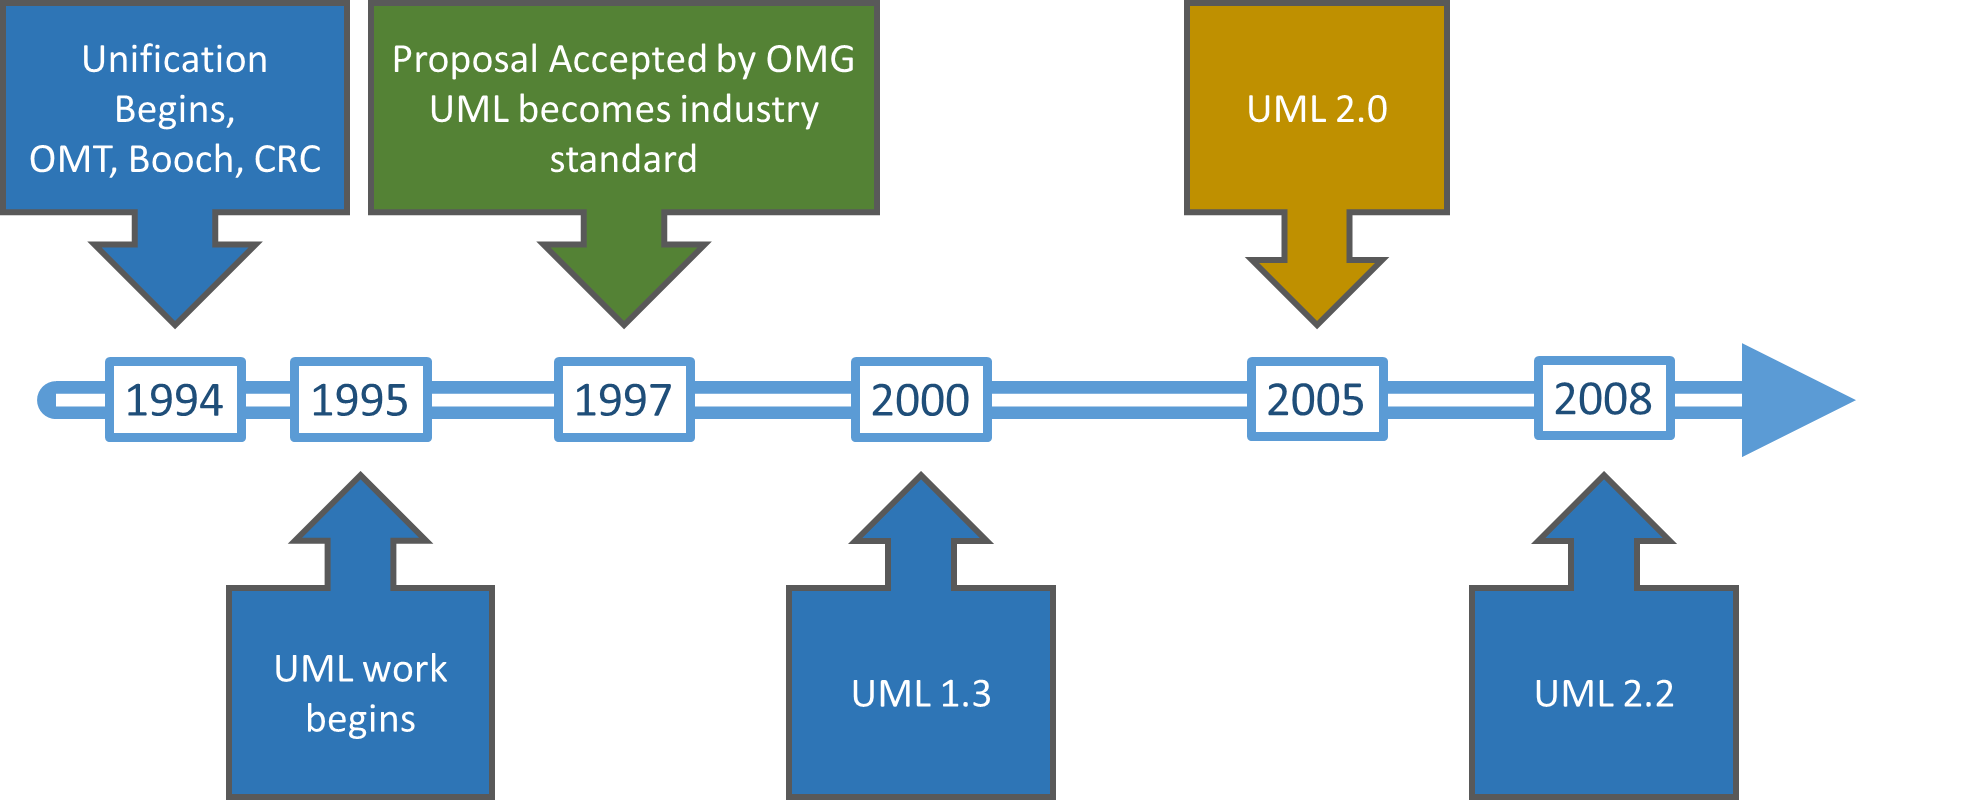 Unification
Begins,
OMT, Booch, CRC
Proposal Accepted by OMG
UML becomes industry
standard
UML 2.0
1994
1995
1997
2000
2005
2008
UML work
begins
UML 1.3
UML 2.2